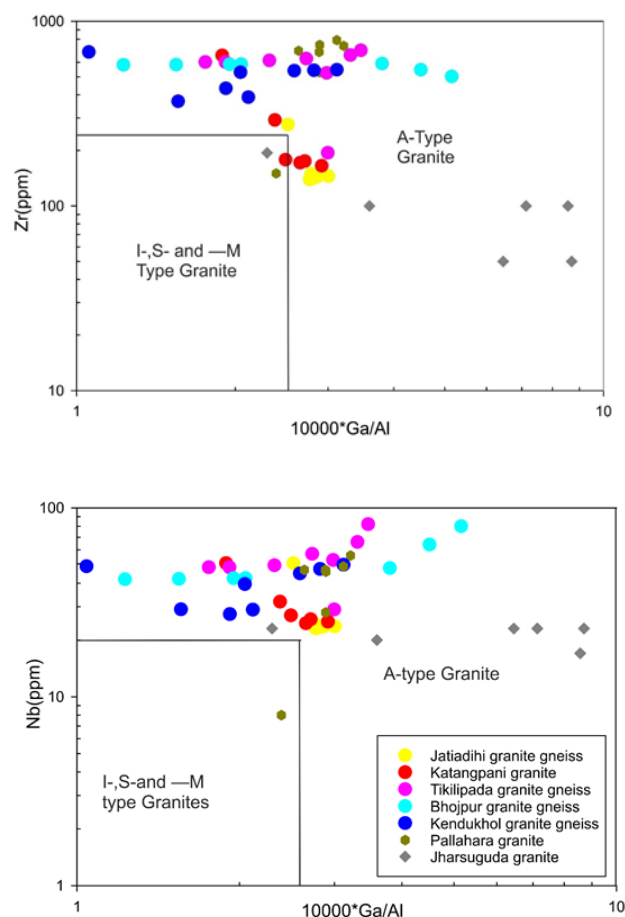 1000
100
10
Zr(ppm)
A-Type
Granite
I-,S- and —M
Type Granite
1
10
10000*Ga/Al
100
10
1
Nb(ppm)
A-type Granite
I-,S-and —M
type Granites
Jatiadihi granite gneiss
Katangpani granite
Tikilipada granite gneiss
Bhojpur granite gneiss
Kendukhol granite gneiss
Pallahara granite
Jharsuguda granite
1
10
10000*Ga/Al